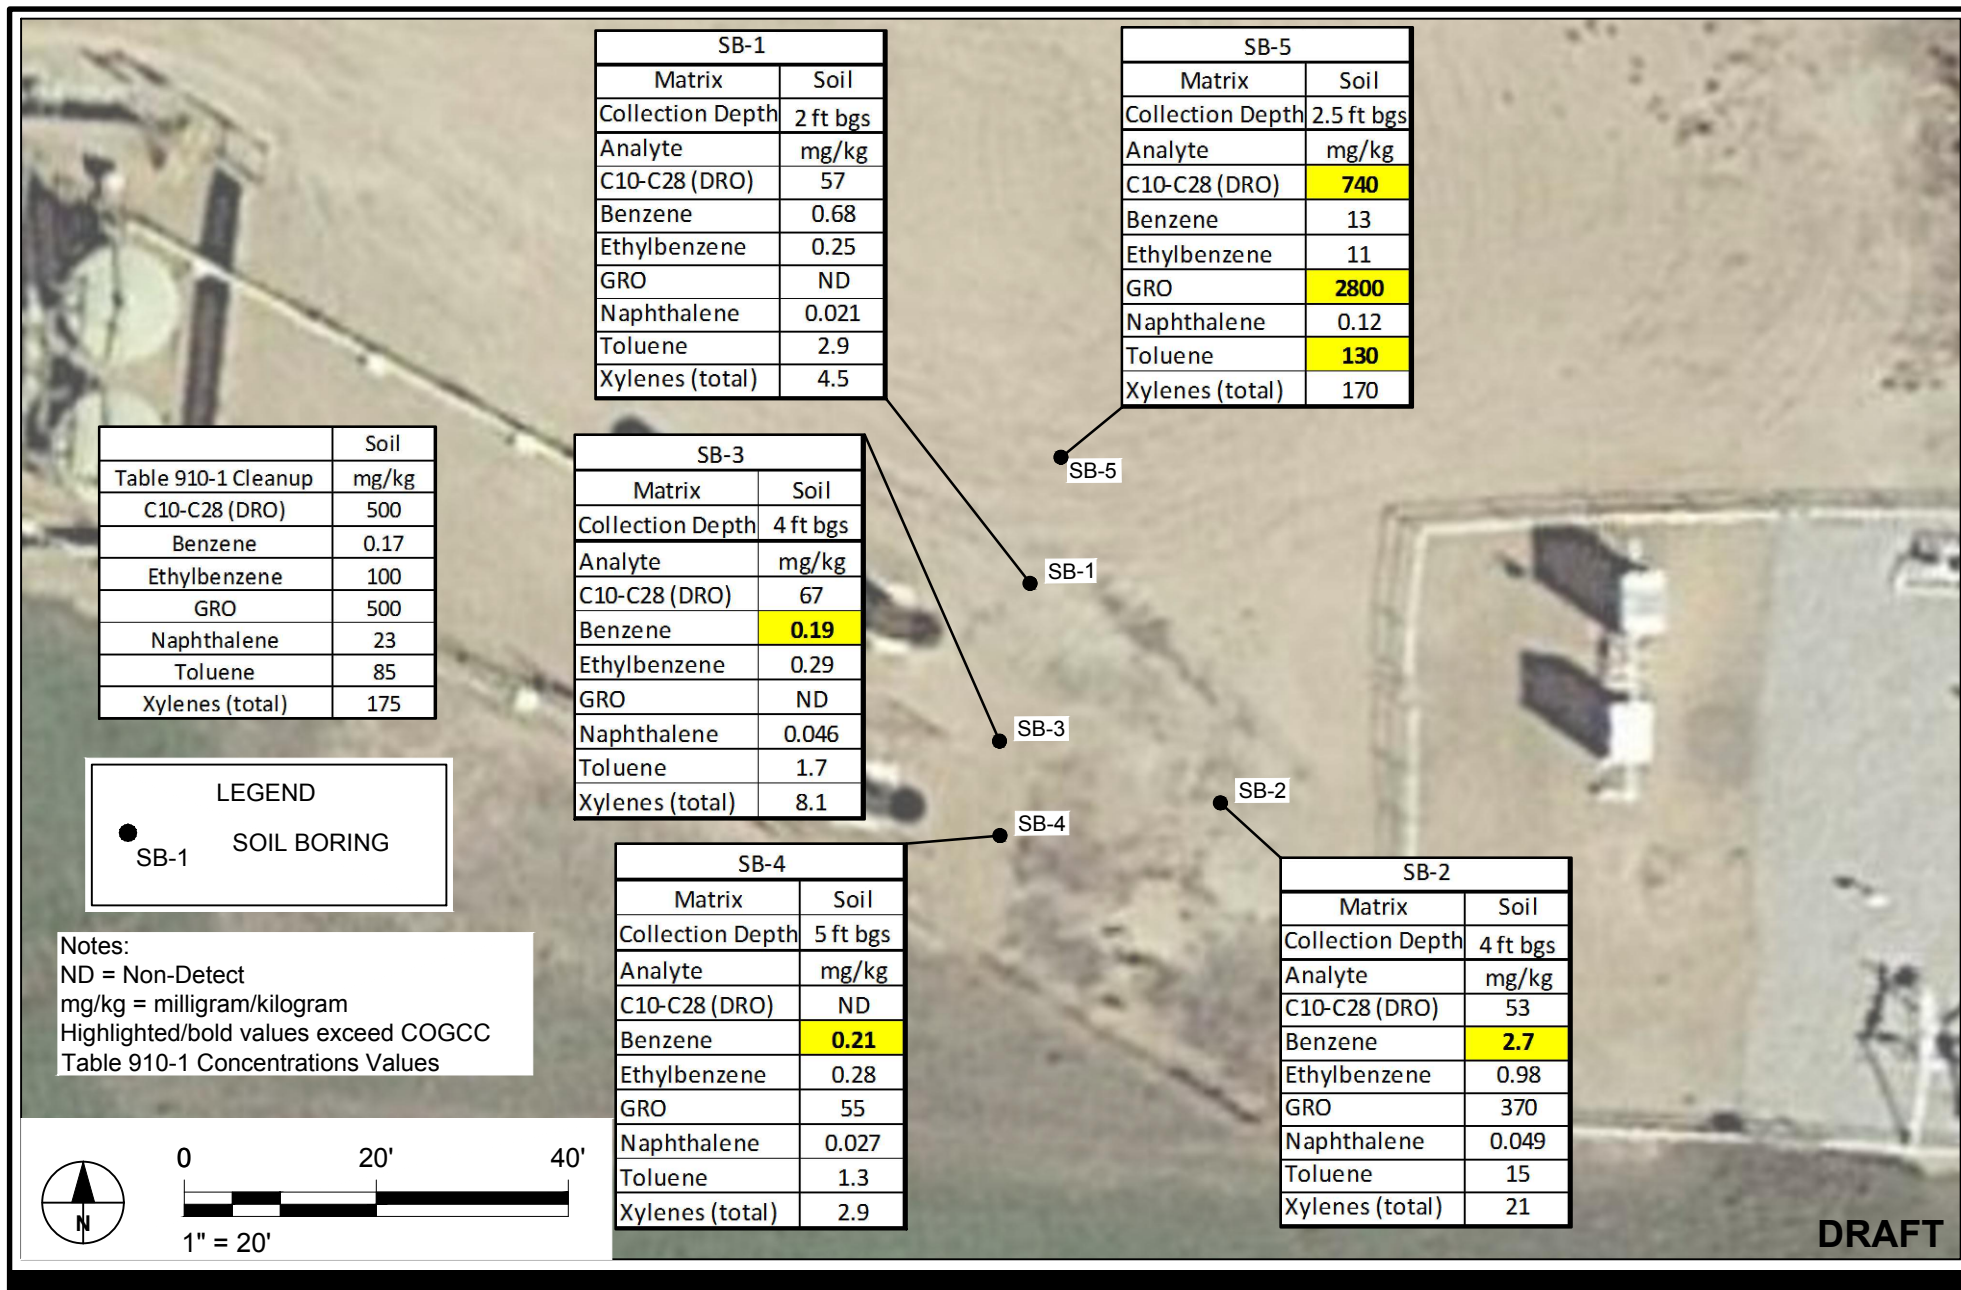 SB-1
Matrix Soil
Collection Depth 2 ft bgs
Analyte mg/kg
C10-C28 (DRO) 57
Benzene 0.68
Ethylbenzene 0.25
GRO ND
Naphthalene 0.021
Toluene 2.9
Xylenes (total) 4.5
SB-5
Matrix Soil
Collection Depth 2.5 ft bgs
Analyte mg/kg
C10-C28 (DRO) 740
Benzene 13
Ethylbenzene 11
GRO 2800
Naphthalene 0.12
Toluene 130
Xylenes (total) 170
Soil
Table 910-1 Cleanup mg/kg
C10-C28 (DRO) 500
Benzene 0.17
Ethylbenzene 100
GRO 500
Naphthalene 23
Toluene 85
Xylenes (total) 175
SB-3
Matrix Soil
Collection Depth 4 ft bgs
Analyte mg/kg
C10-C28 (DRO) 67
Benzene 0.19
Ethylbenzene 0.29
GRO ND
Naphthalene 0.046
Toluene 1.7
Xylenes (total) 8.1
SB-5
SB-1
SB-3
SB-2
SB-4
LEGEND
SB-1 SOIL BORING
SB-4
Matrix Soil
Collection Depth 5 ft bgs
Analyte mg/kg
C10-C28 (DRO) ND
Benzene 0.21
Ethylbenzene 0.28
GRO 55
Naphthalene 0.027
Toluene 1.3
Xylenes (total) 2.9
SB-2
Matrix Soil
Collection Depth 4 ft bgs
Analyte mg/kg
C10-C28 (DRO) 53
Benzene 2.7
Ethylbenzene 0.98
GRO 370
Naphthalene 0.049
Toluene 15
Xylenes (total) 21
Notes:
ND = Non-Detect
mg/kg = milligram/kilogram
Highlighted/bold values exceed COGCC
Table 910-1 Concentrations Values
N
0 20' 40'
1" = 20'
DRAFT